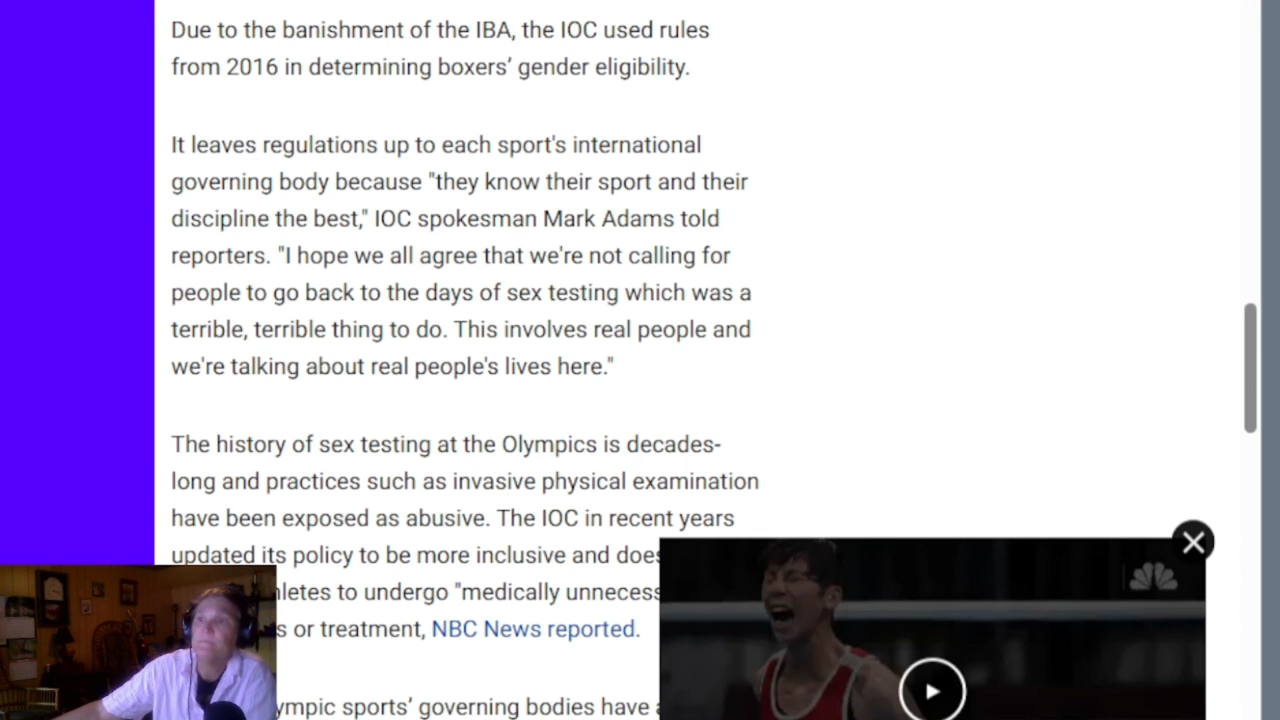 Due to the banishment of the IBA, the IOC used rules
from 2016 in determining boxers’ gender eligibility.
It leaves regulations up to each sport's international
governing body because "they know their sport and their
discipline the best," IOC spokesman Mark Adams told
reporters. "I hope we all agree that we're not calling for
people to go back to the days of sex testing which was a
terrible, terrible thing to do. This involves real people and
we're talking about real people's lives here."
The history of sex testing at the Olympics is decades-
long and practices such as invasive physical examination
have been exposed as abusive. The IOC in recent years
updated its policy to be more inclusive and
to undergo "medically
or treatment, NBC News reported.
sports’ governing bodies have